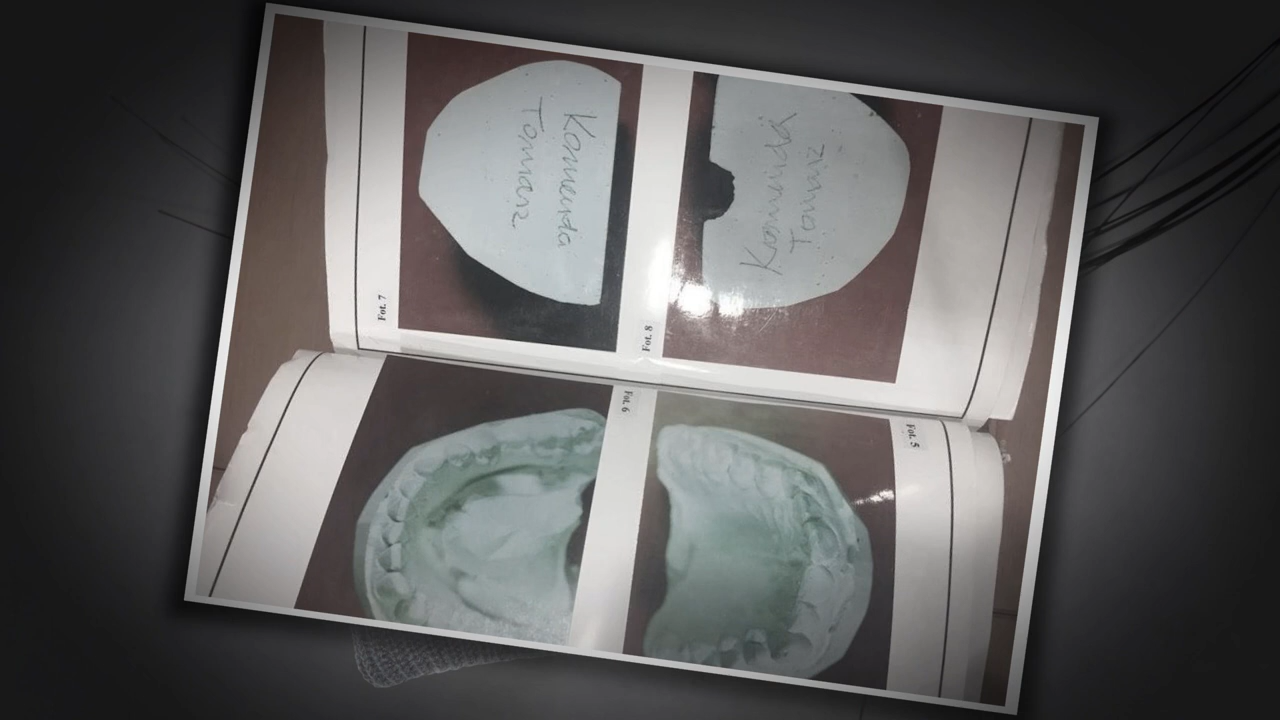 Fot. 7
Komenda
Tomasz
Fot. 8
Komenda
Tomasz
Fot. 6
Fot. 5